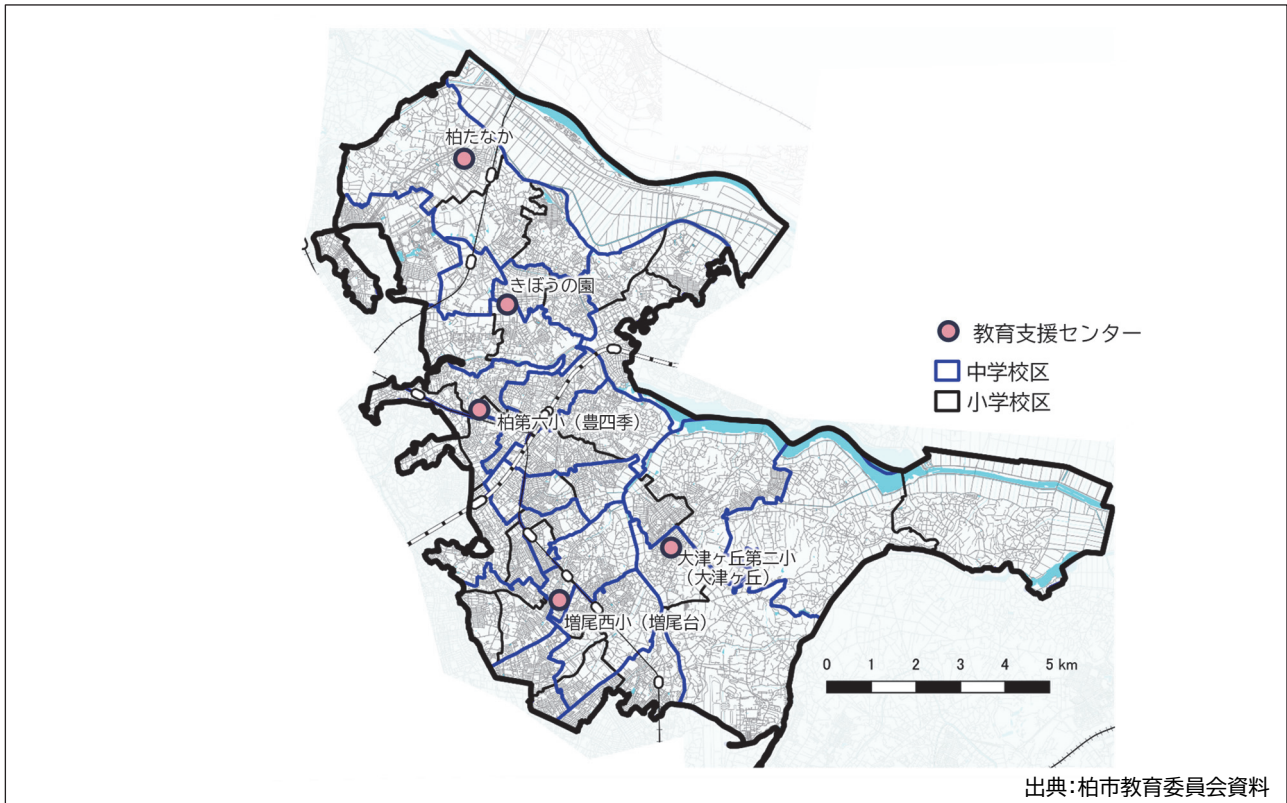 柏たなか
きぼうの園
教育支援センター
中学校区
小学校区
柏第六小（豊四季）
大津ヶ丘第二小
（大津ヶ丘）
増尾西小（増尾台）
0 1 2 3 4 5 km
出典：柏市教育委員会資料